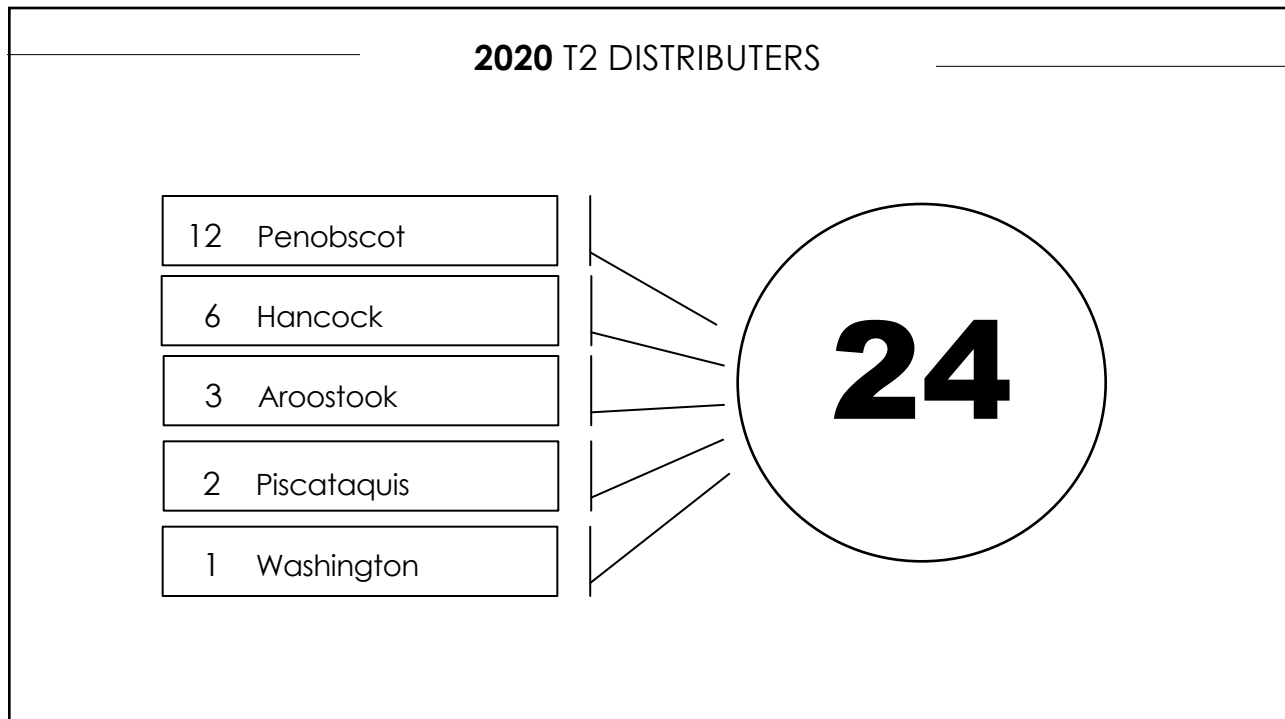 2020 T2 DISTRIBUTERS
12 Penobscot
6 Hancock
3 Aroostook
2 Piscataquis
1 Washington
24